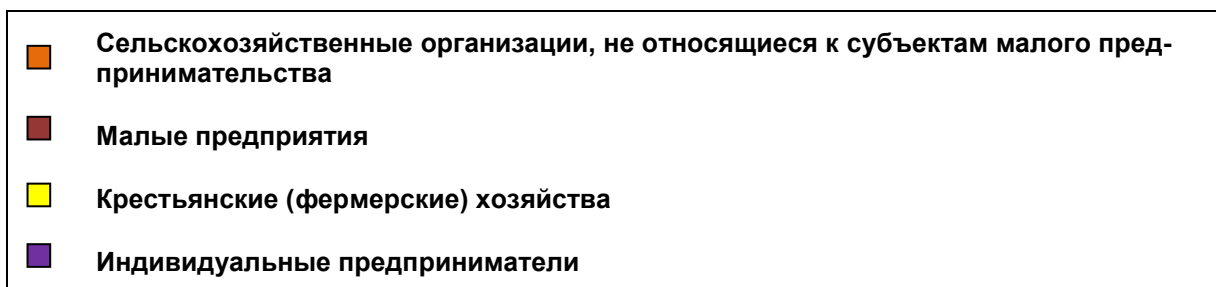 Сельскохозяйственные организации, не относящиеся к субъектам малого пред-
принимательства
Малые предприятия
Крестьянские (фермерские) хозяйства
Индивидуальные предприниматели